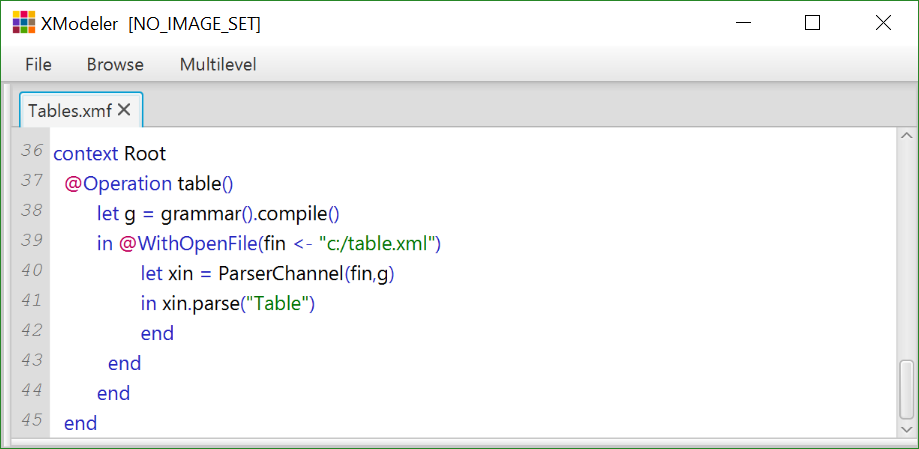 XModeler [NO_IMAGE_SET]
File Browse Multilevel
Tables.xmf
36 context Root
37 @Operation table()
38 let g = grammar().compile()
39 in @WithOpenFile(fin <- "c:/table.xml")
40 let xin = ParserChannel(fin,g)
41 in xin.parse("Table")
42 end
43 end
44 end
45 end